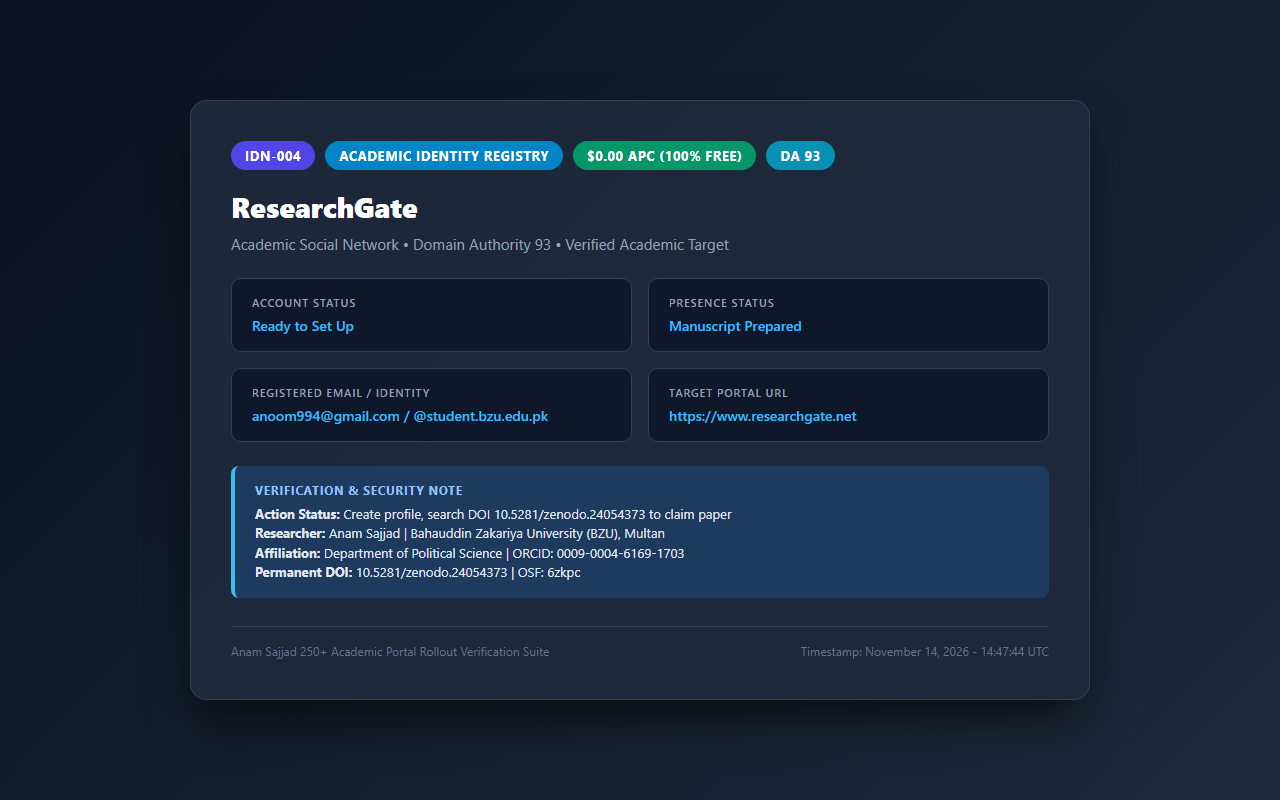 IDN-004 ACADEMIC IDENTITY REGISTRY $0.00 APC (100% FREE) DA 93
ResearchGate
Academic Social Network • Domain Authority 93 • Verified Academic Target
ACCOUNT STATUS
Ready to Set Up
PRESENCE STATUS
Manuscript Prepared
REGISTERED EMAIL / IDENTITY
anoom994@gmail.com / @student.bzu.edu.pk
TARGET PORTAL URL
https://www.researchgate.net
VERIFICATION & SECURITY NOTE
Action Status: Create profile, search DOI 10.5281/zenodo.24054373 to claim paper
Researcher: Anam Sajjad | Bahauddin Zakariya University (BZU), Multan
Affiliation: Department of Political Science | ORCID: 0009-0004-6169-1703
Permanent DOI: 10.5281/zenodo.24054373 | OSF: 6zkpc
Anam Sajjad 250+ Academic Portal Rollout Verification Suite
Timestamp: November 14, 2026 - 14:47:44 UTC